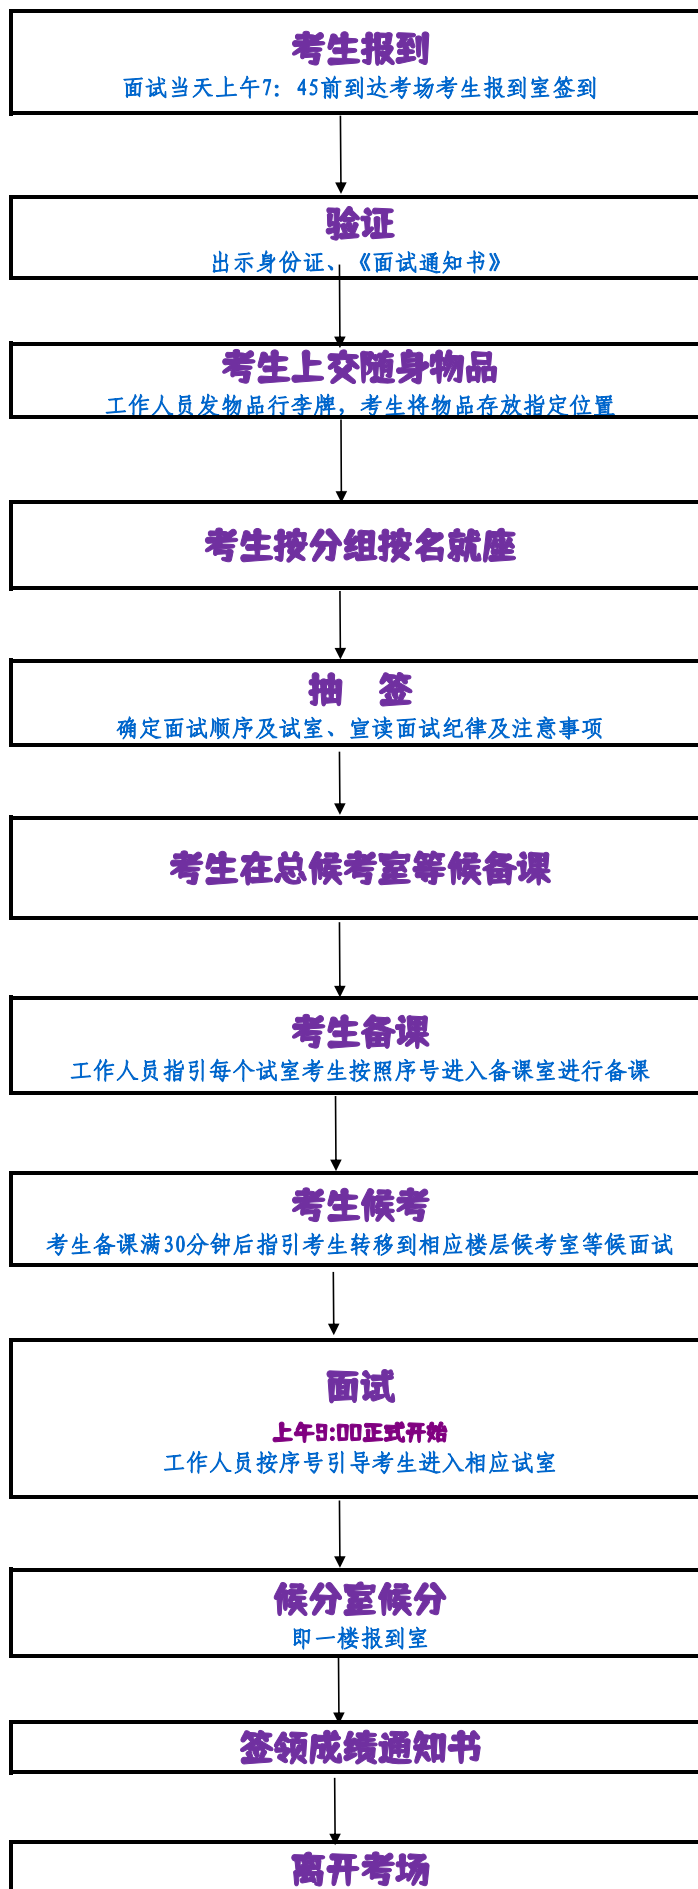 考生报到
面试当天上午7：45前到达考场考生报到室签到
验证
出示身份证、《面试通知书》
考生上交随身物品
工作人员发物品行李牌，考生将物品存放指定位置
考生按分组按名就座
抽　签
确定面试顺序及试室、宣读面试纪律及注意事项
考生在总候考室等候备课
考生备课
工作人员指引每个试室考生按照序号进入备课室进行备课
考生候考
考生备课满30分钟后指引考生转移到相应楼层候考室等候面试
面试
上午9:00正式开始
工作人员按序号引导考生进入相应试室
候分室候分
即一楼报到室
签领成绩通知书
离开考场